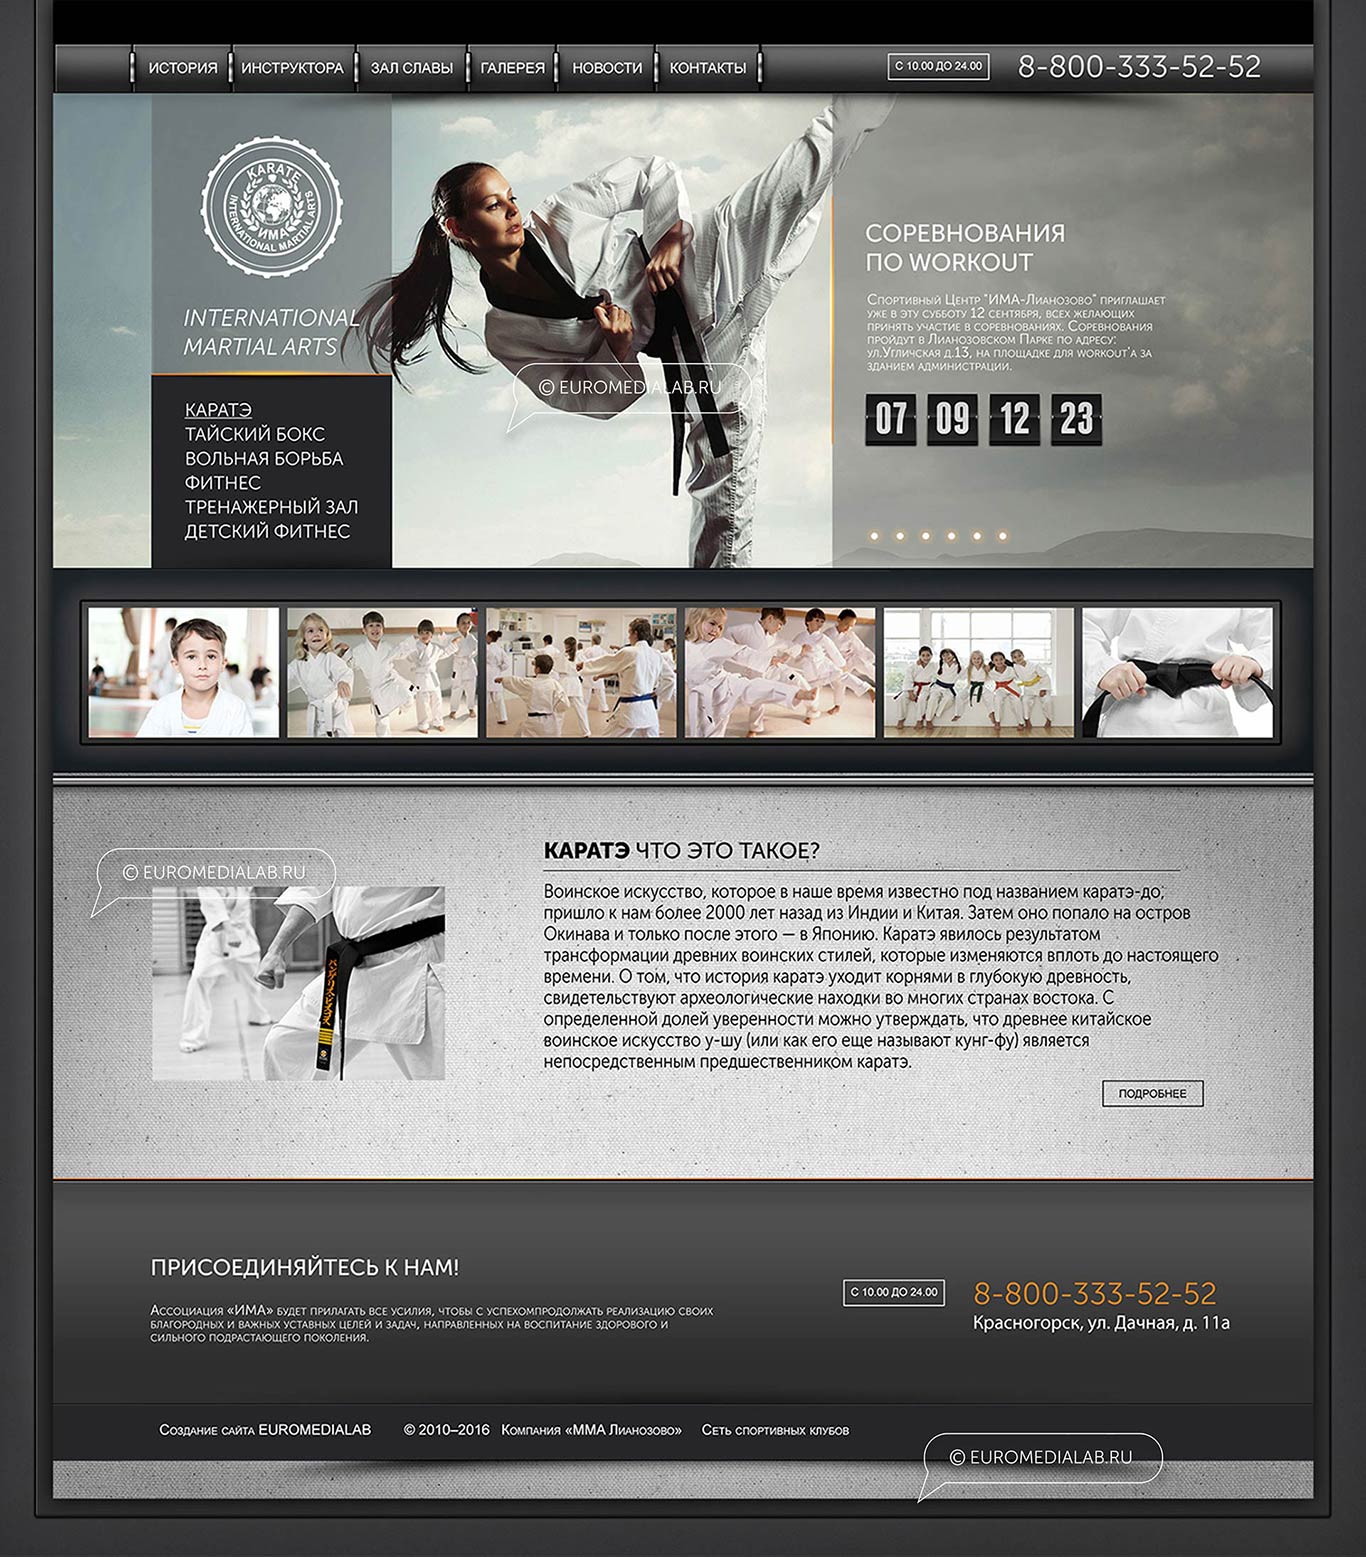 ИСТОРИЯ
ИНСТРУКТОРА
ЗАЛ СЛАВЫ
ГАЛЕРЕЯ
НОВОСТИ
КОНТАКТЫ
С 10.00 ДО 24.00
8-800-333-52-52
KARATE
INTERNATIONAL MARTIAL ARTS
ИМА
INTERNATIONAL
MARTIAL ARTS
КАРАТЭ
ТАЙСКИЙ БОКС
ВОЛЬНАЯ БОРЬБА
ФИТНЕС
ТРЕНАЖЕРНЫЙ ЗАЛ
ДЕТСКИЙ ФИТНЕС
© EUROMEDIALAB.RU
СОРЕВНОВАНИЯ
ПО WORKOUT
Спортивный Центр "ИМА-Лианозово" приглашает
уже в эту субботу 12 сентября, всех желающих
принять участие в соревнованиях. Соревнования
пройдут в Лианозовском Парке по адресу:
ул.Угличская д.13, на площадке для workout'а за
зданием администрации.
07 09 12 23
© EUROMEDIALAB.RU
КАРАТЭ ЧТО ЭТО ТАКОЕ?
Воинское искусство, которое в наше время известно под названием каратэ-до,
пришло к нам более 2000 лет назад из Индии и Китая. Затем оно попало на остров
Окинава и только после этого — в Японию. Каратэ явилось результатом
трансформации древних воинских стилей, которые изменяются вплоть до настоящего
времени. О том, что история каратэ уходит корнями в глубокую древность,
свидетельствуют археологические находки во многих странах востока. С
определенной долей уверенности можно утверждать, что древнее китайское
воинское искусство у-шу (или как его еще называют кунг-фу) является
непосредственным предшественником каратэ.
ПОДРОБНЕЕ
ПРИСОЕДИНЯЙТЕСЬ К НАМ!
Ассоциация «ИМА» будет прилагать все усилия, чтобы с успехомпродолжать реализацию своих
благородных и важных уставных целей и задач, направленных на воспитание здорового и
сильного подрастающего поколения.
С 10.00 ДО 24.00
8-800-333-52-52
Красногорск, ул. Дачная, д. 11а
Создание сайта EUROMEDIALAB
© 2010–2016 Компания «ММА Лианозово»
Сеть спортивных клубов
© EUROMEDIALAB.RU